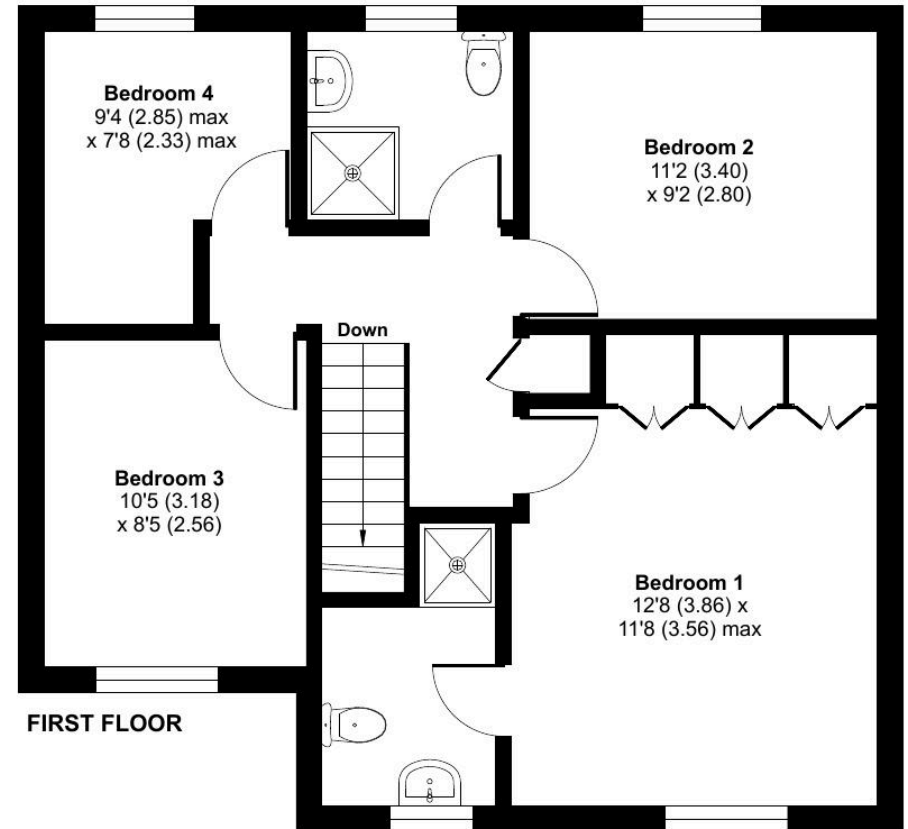 Bedroom 4
9'4 (2.85) max
x 7'8 (2.33) max
Bedroom 2
11'2 (3.40)
x 9'2 (2.80)
Down
Bedroom 3
10'5 (3.18)
x 8'5 (2.56)
Bedroom 1
12'8 (3.86) x
11'8 (3.56) max
FIRST FLOOR